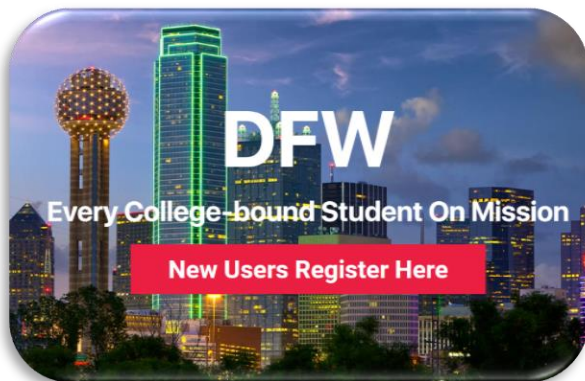 DFW
Every College-bound Student On Mission
New Users Register Here